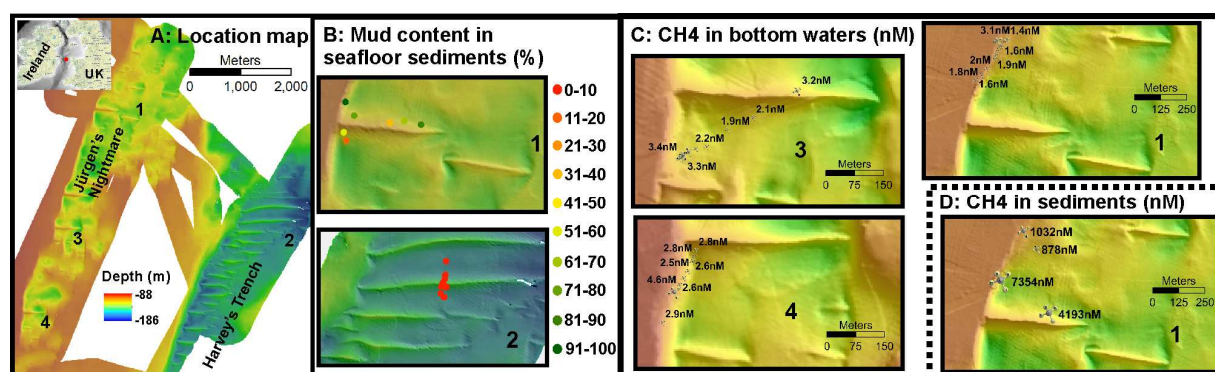 A: Location map
Meters
0 1,000 2,000
Ireland
UK
1
Jürgen's
Nightmare
3
2
Harvey's Trench
Depth (m)
-88
-186
4
B: Mud content in
seafloor sediments (%)
1
2
0-10
11-20
21-30
31-40
41-50
51-60
61-70
71-80
81-90
91-100
C: CH4 in bottom waters (nM)
3.2nM
2.1nM
1.9nM
2.2nM
3.4nM
3.3nM
3
Meters
0 75 150
2.8nM
2.8nM
2.6nM
2.5nM
4.6nM
2.6nM
2.9nM
4
Meters
0 75 150
3.1nM 1.4nM
1.6nM
2nM
1.9nM
1.8nM
1.6nM
Meters
0 125 250
1
D: CH4 in sediments (nM)
1032nM
878nM
7354nM
4193nM
Meters
0 125 250
1